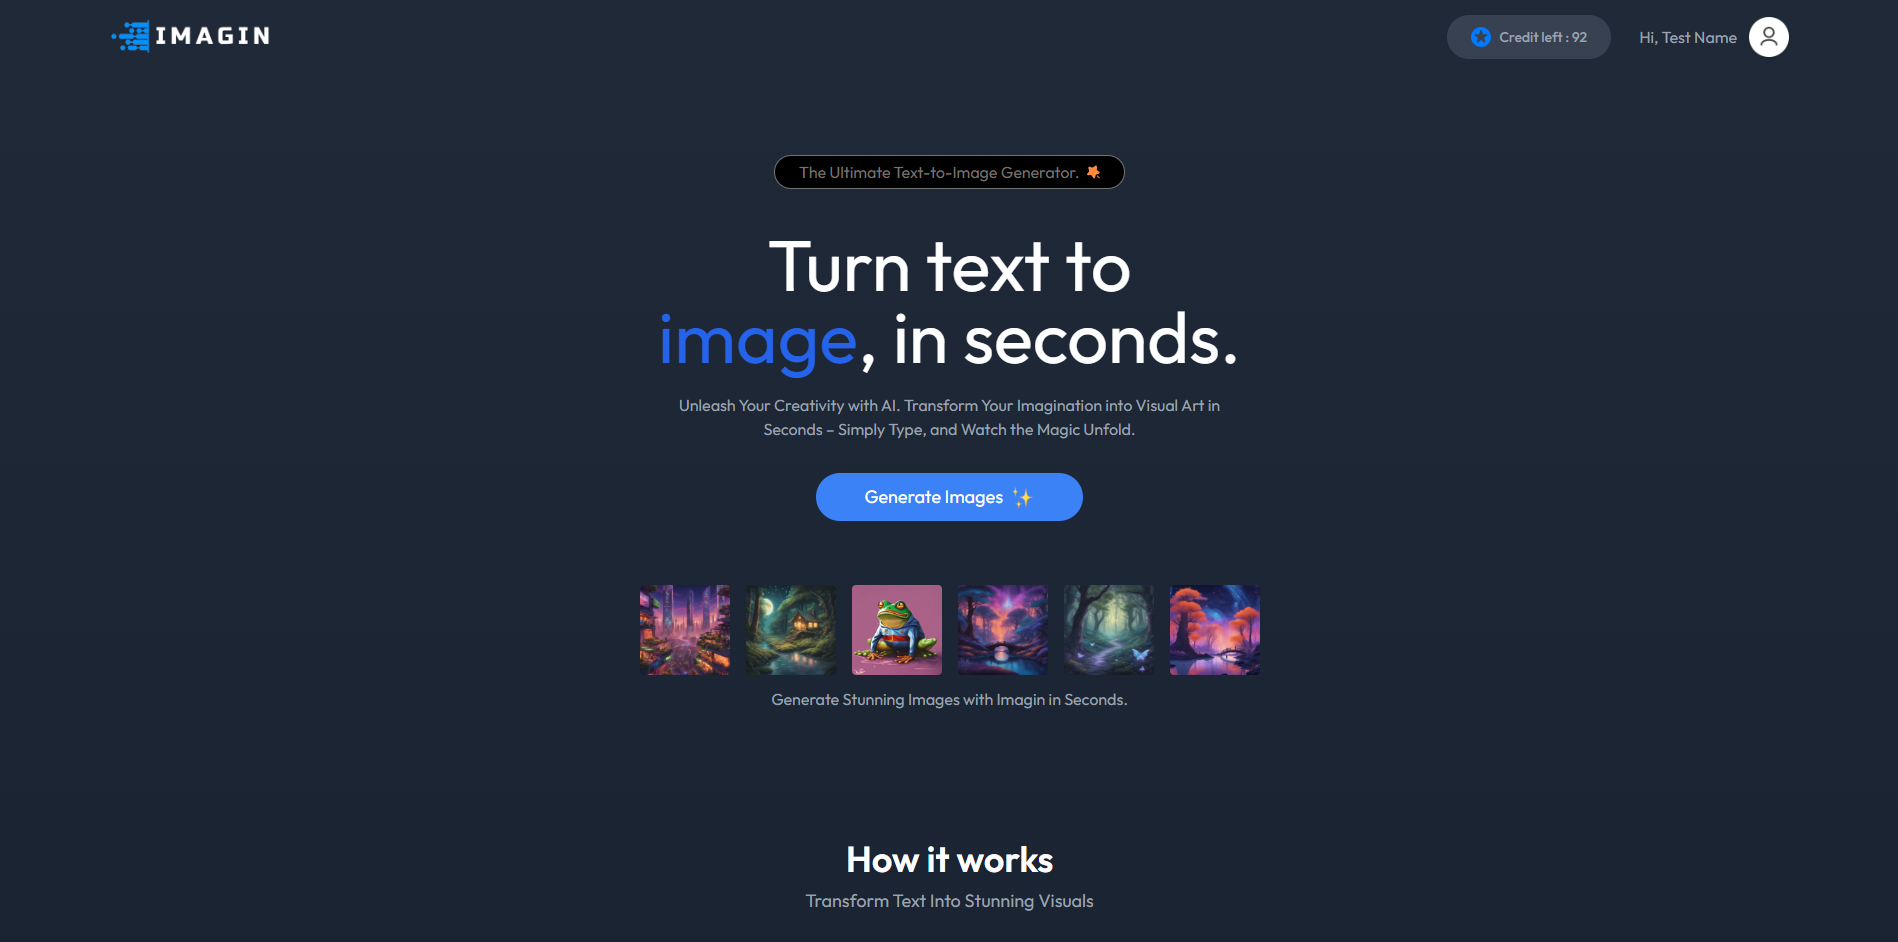 IMAGIN
Credit left : 92
Hi, Test Name
The Ultimate Text-to-Image Generator.
Turn text to
image, in seconds.
Unleash Your Creativity with AI. Transform Your Imagination into Visual Art in
Seconds – Simply Type, and Watch the Magic Unfold.
Generate Images ✨
Generate Stunning Images with Imagin in Seconds.
How it works
Transform Text Into Stunning Visuals